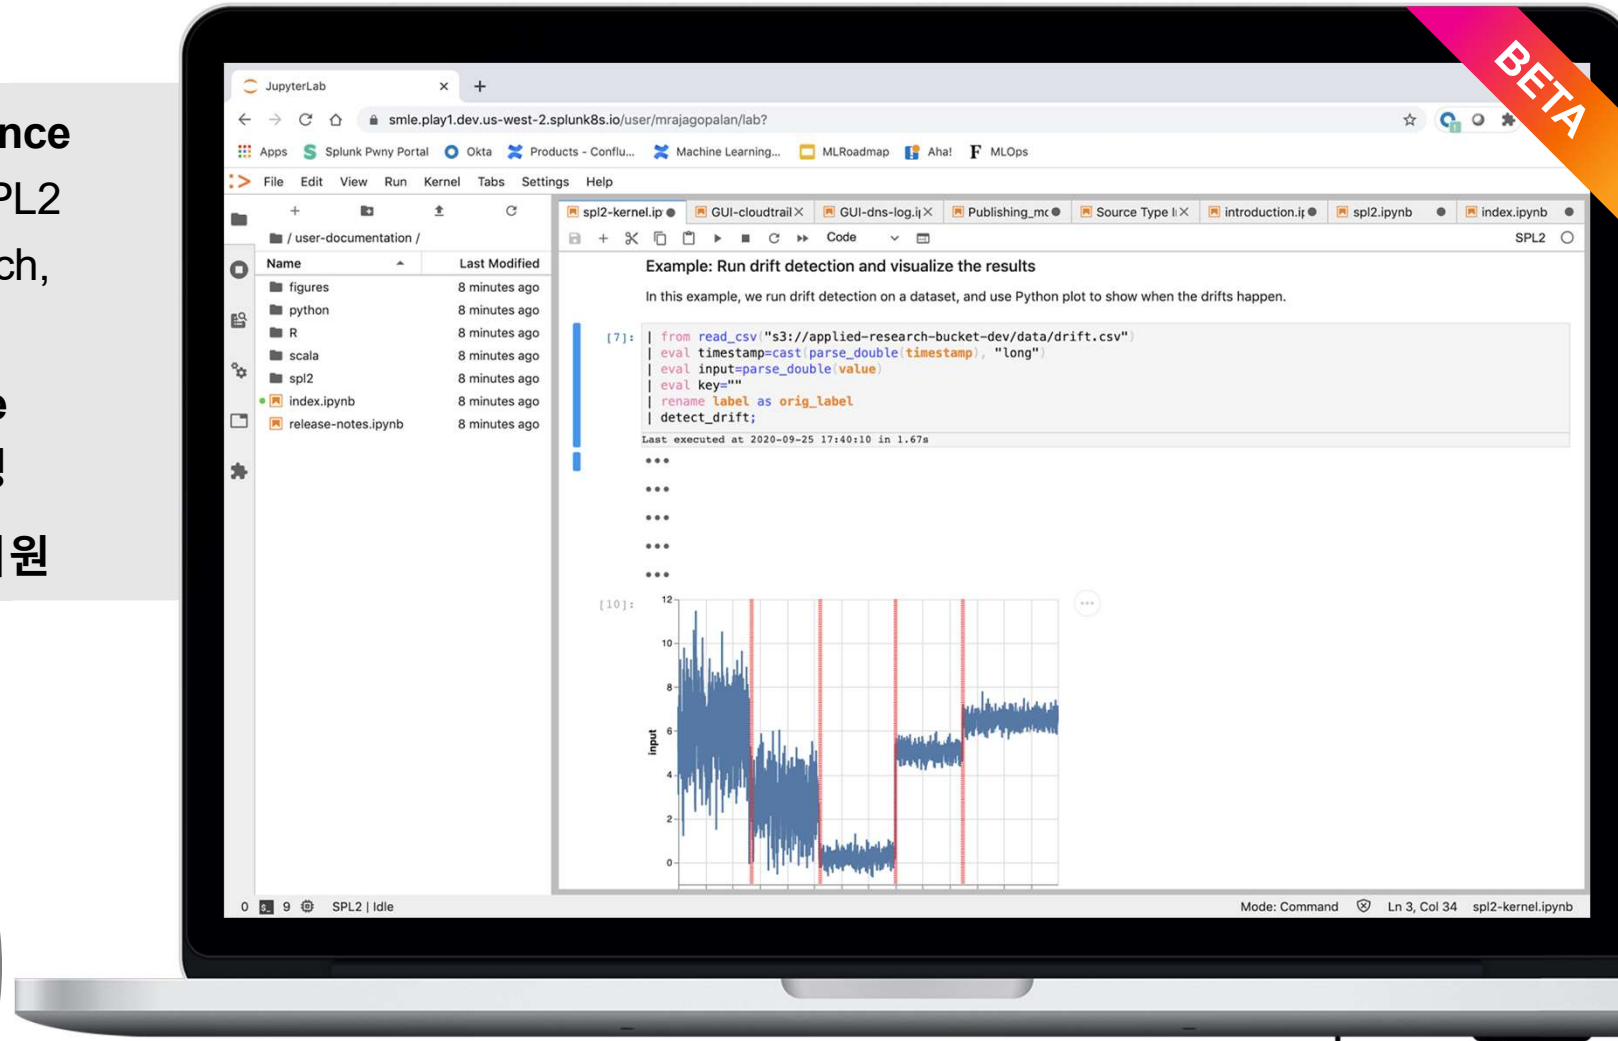 BETA
JupyterLab
smle.play1.dev.us-west-2.splunk8s.io/user/mrajagopalan/lab?
Apps Splunk Pwny Portal Okta Products - Conflu... Machine Learning... MLRoadmap Aha! MLOps
File Edit View Run Kernel Tabs Settings Help
nce
PL2
ch,
e
원
spl2-kernel.ip GUI-cloudtrail GUI-dns-log.i Publishing_mo Source Type I introduction.i spl2.ipynb index.ipynb
/ user-documentation /
Code
SPL2
Name Last Modified
figures 8 minutes ago
python 8 minutes ago
R 8 minutes ago
scala 8 minutes ago
spl2 8 minutes ago
index.ipynb 8 minutes ago
release-notes.ipynb 8 minutes ago
Example: Run drift detection and visualize the results
In this example, we run drift detection on a dataset, and use Python plot to show when the drifts happen.
[7]: | from read_csv("s3://applied-research-bucket-dev/data/drift.csv")
| eval timestamp=cast(parse_double(timestamp), "long")
| eval input=parse_double(value)
| eval key=""
| rename label as orig_label
| detect_drift;
Last executed at 2020-09-25 17:40:10 in 1.67s
[10]:
12
10
8
6
4
2
0
input
0 9 SPL2 | Idle
Mode: Command Ln 3, Col 34 spl2-kernel.ipynb